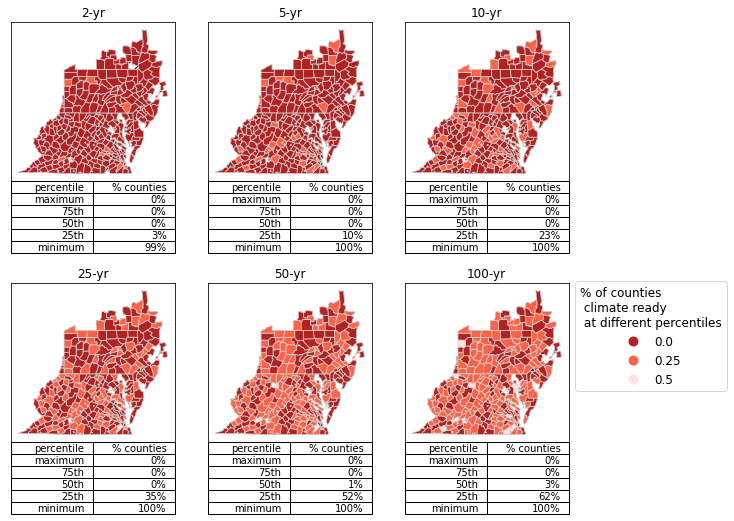 2-yr
5-yr
10-yr
percentile % counties
maximum 0%
75th 0%
50th 0%
25th 3%
minimum 99%
percentile % counties
maximum 0%
75th 0%
50th 0%
25th 10%
minimum 100%
percentile % counties
maximum 0%
75th 0%
50th 0%
25th 23%
minimum 100%
25-yr
50-yr
100-yr
% of counties
climate ready
at different percentiles
0.0
0.25
0.5
percentile % counties
maximum 0%
75th 0%
50th 0%
25th 35%
minimum 100%
percentile % counties
maximum 0%
75th 0%
50th 1%
25th 52%
minimum 100%
percentile % counties
maximum 0%
75th 0%
50th 3%
25th 62%
minimum 100%